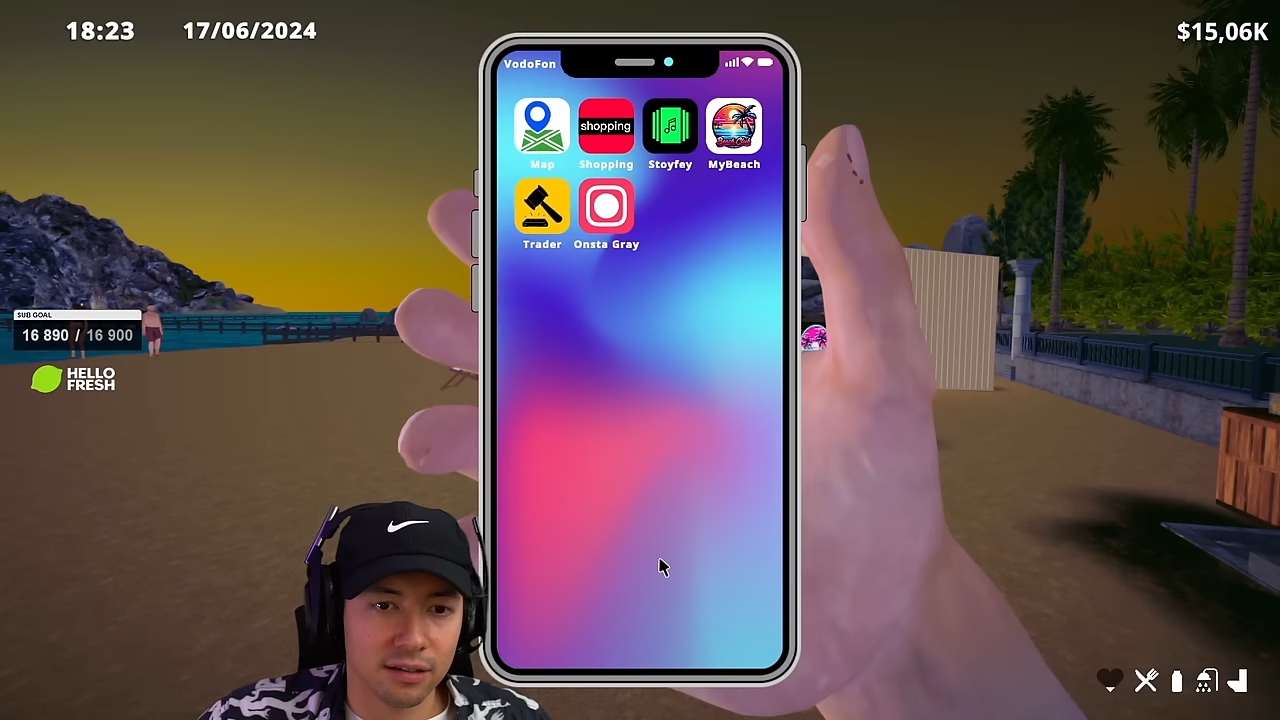 18:23
17/06/2024
$15,06K
VodoFon
shopping
Map
Shopping
Stoyfey
MyBeach
Trader
Onsta Gray
SUB GOAL
16 890 / 16 900
HELLO
FRESH